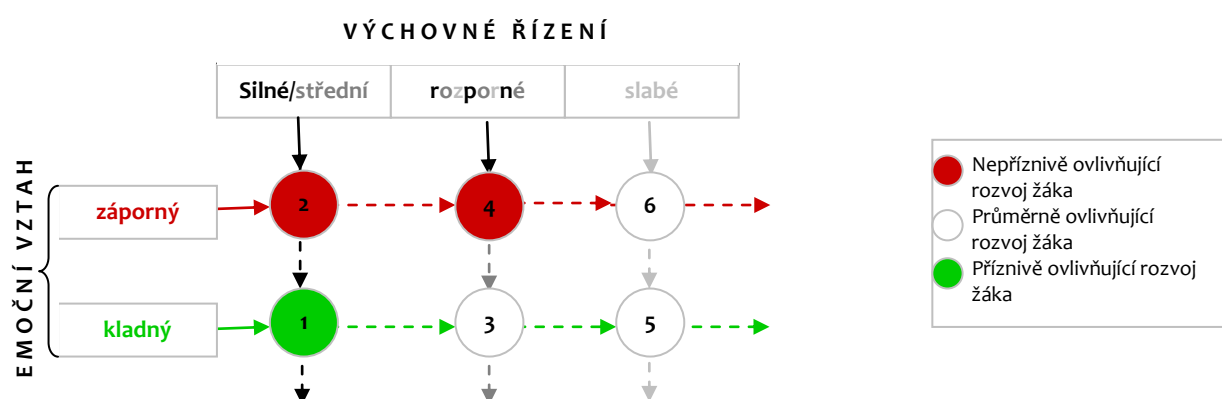 VÝCHOVNÉ ŘÍZENÍ
Silné/střední
rozporné
slabé
EMOČNÍ VZTAH
záporný
2
4
6
kladný
1
3
5
Nepříznivě ovlivňující
rozvoj žáka
Průměrně ovlivňující
rozvoj žáka
Příznivě ovlivňující rozvoj
žáka